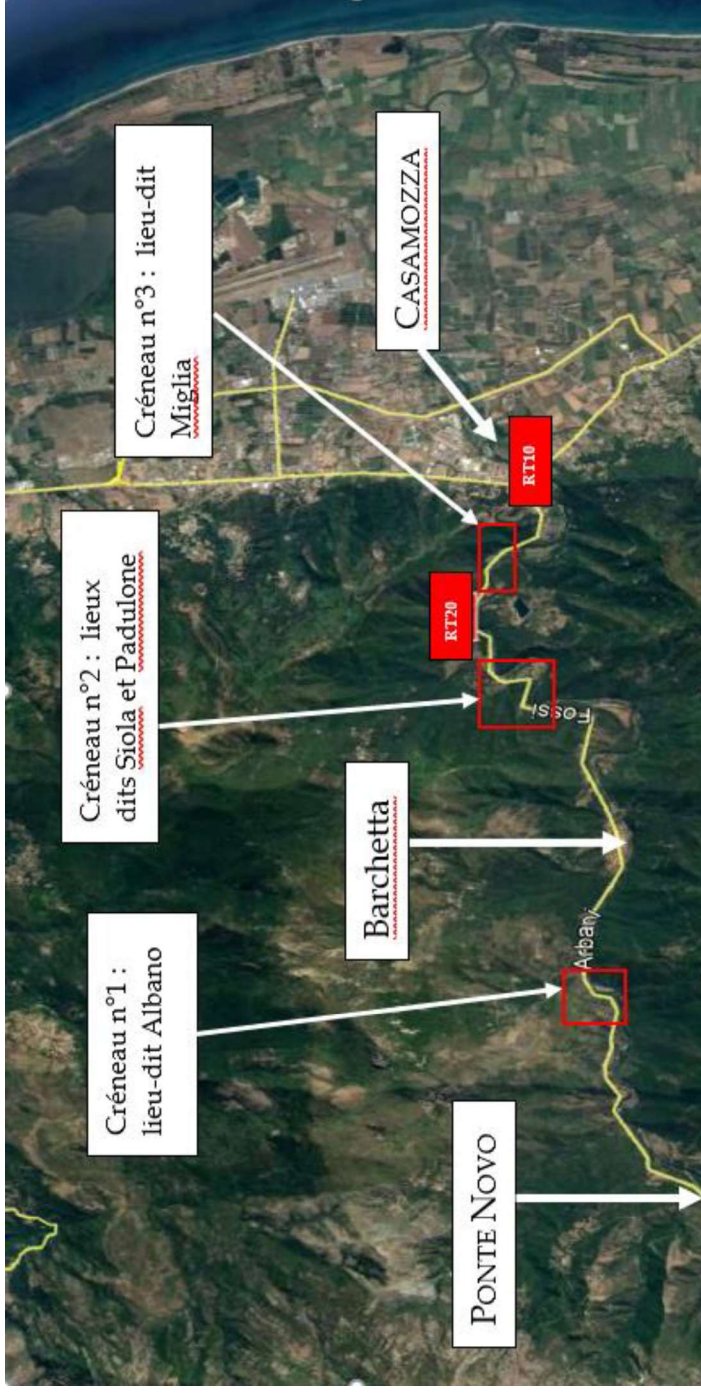 Créneau n°1 :
lieu-dit Albano
Créneau n°2 : lieux
dits Siola et Padulone
Créneau n°3 : lieu-dit
Miglia
PONTE NOVO
Barchetta
CASAMOZZA
RT20
RT10
Arbani